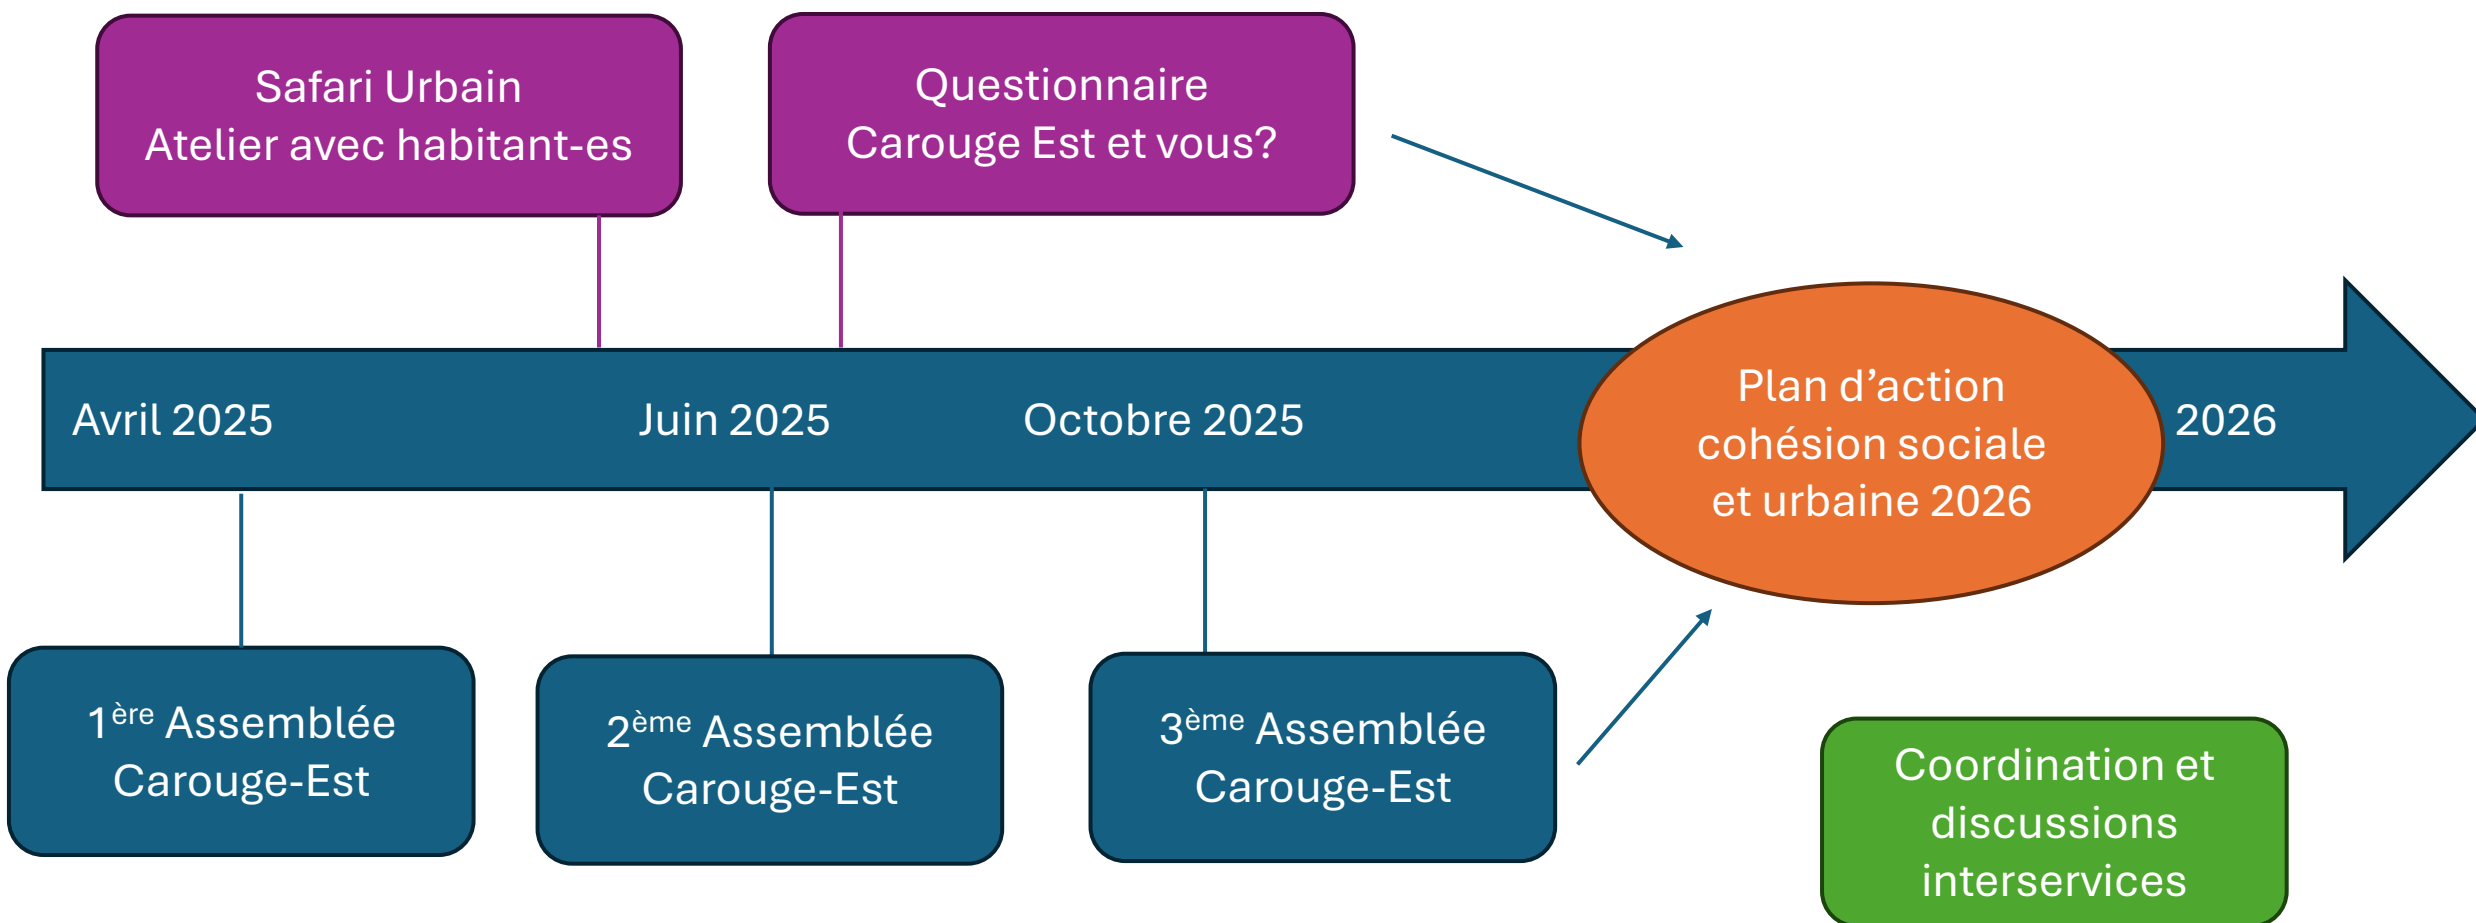 Safari Urbain
Atelier avec habitant-es
Questionnaire
Carouge Est et vous?
Avril 2025
Juin 2025
Octobre 2025
Plan d’action
cohésion sociale
et urbaine 2026
2026
1ère Assemblée
Carouge-Est
2ème Assemblée
Carouge-Est
3ème Assemblée
Carouge-Est
Coordination et
discussions
interservices